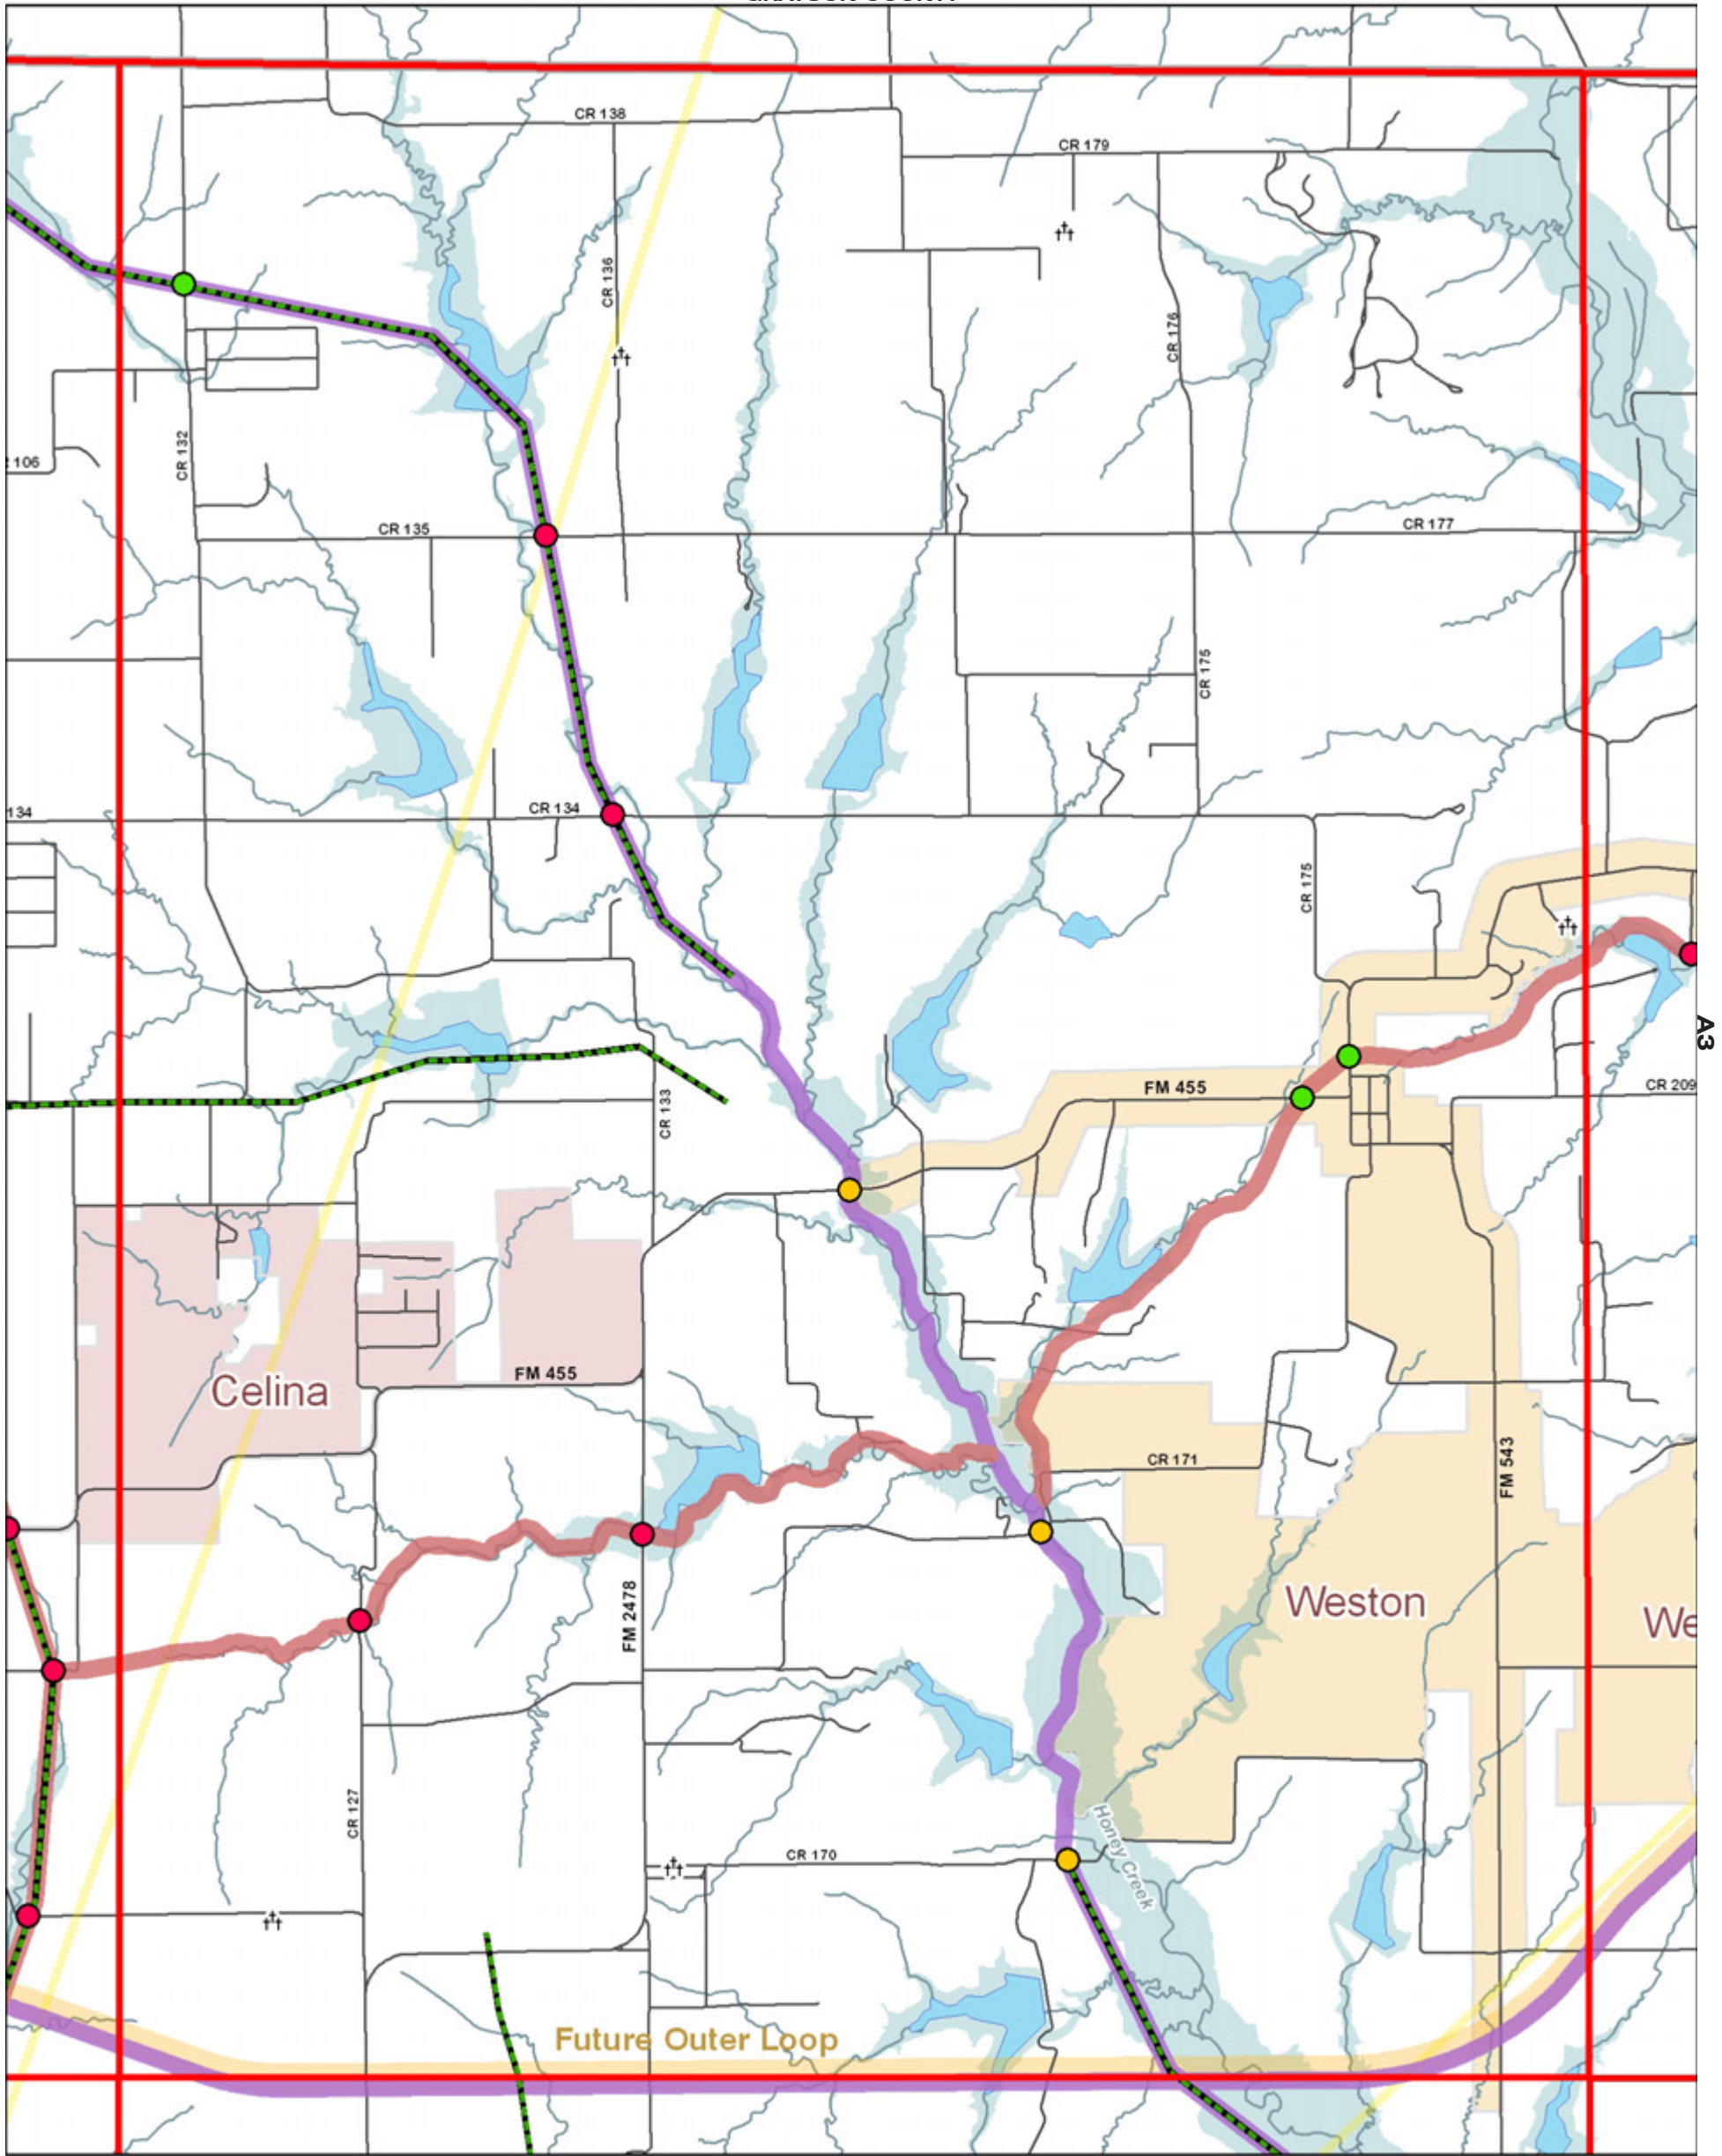 CR 138
CR 179
CR 136
CR 176
CR 132
106
CR 135
CR 177
CR 175
134
CR 134
CR 175
A3
FM 455
CR 209
CR 133
Celina
FM 455
CR 171
FM 543
FM 2478
Weston
We
CR 127
Honey Creek
CR 170
Future Outer Loop